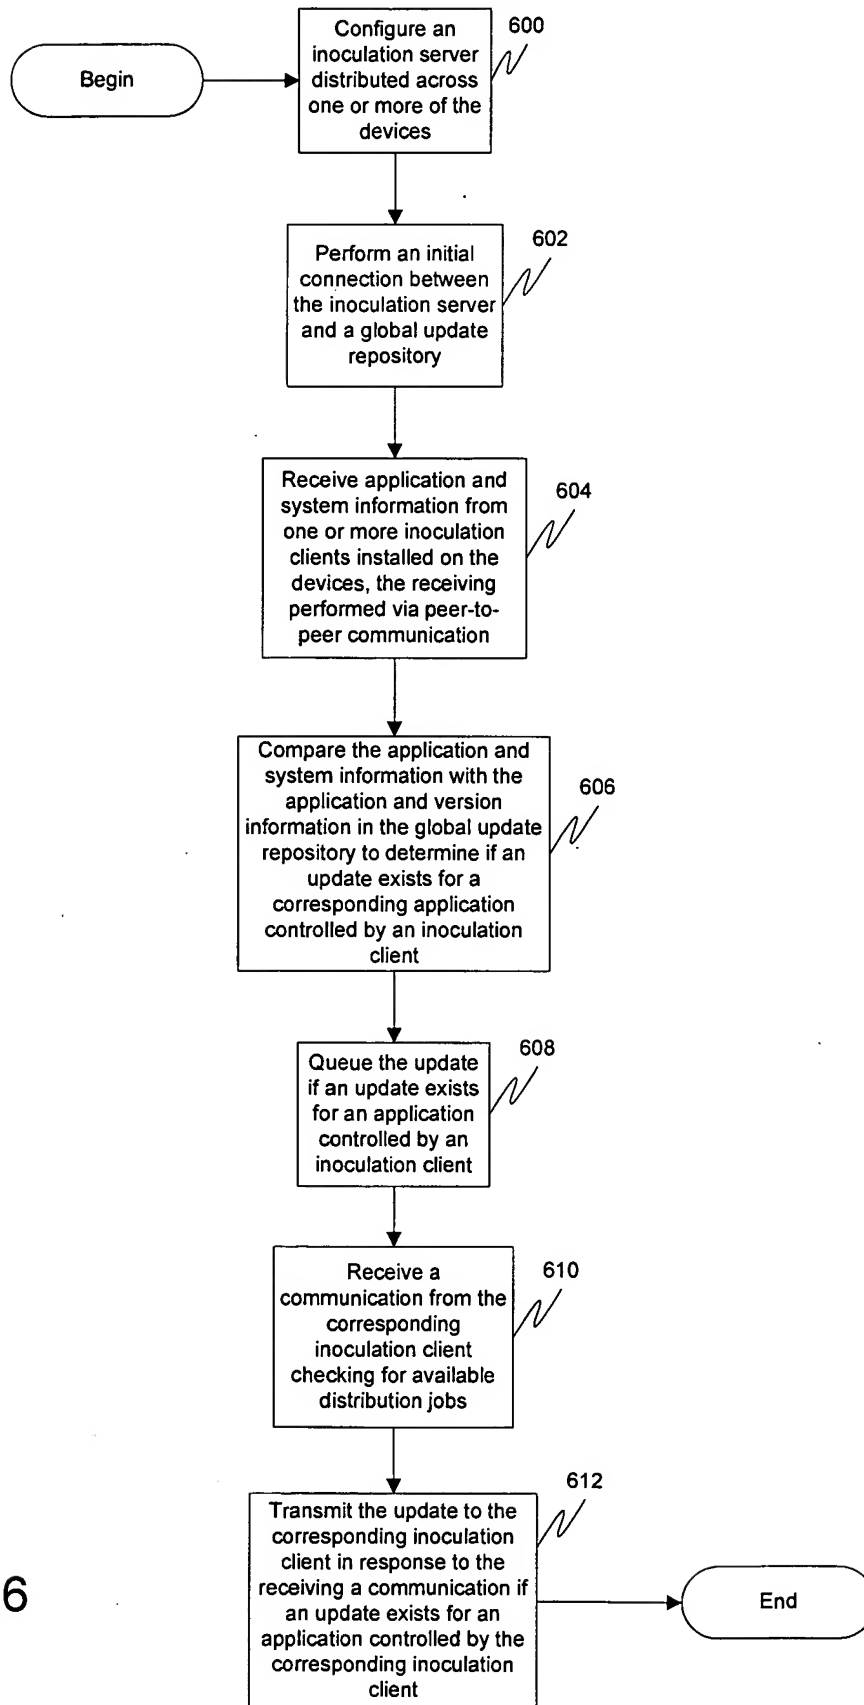 Begin
Configure an
inoculation server
distributed across
one or more of the
devices
600
Perform an initial
connection between
the inoculation server
and a global update
repository
602
Receive application and
system information from
one or more inoculation
clients installed on the
devices, the receiving
performed via peer-to-
peer communication
604
Compare the application and
system information with the
application and version
information in the global update
repository to determine if an
update exists for a
corresponding application
controlled by an inoculation
client
606
Queue the update
if an update exists
for an application
controlled by an
inoculation client
608
Receive a
communication from the
corresponding
inoculation client
checking for available
distribution jobs
610
Transmit the update to the
corresponding inoculation
client in response to the
receiving a communication if
an update exists for an
application controlled by the
corresponding inoculation
client
612
End
6